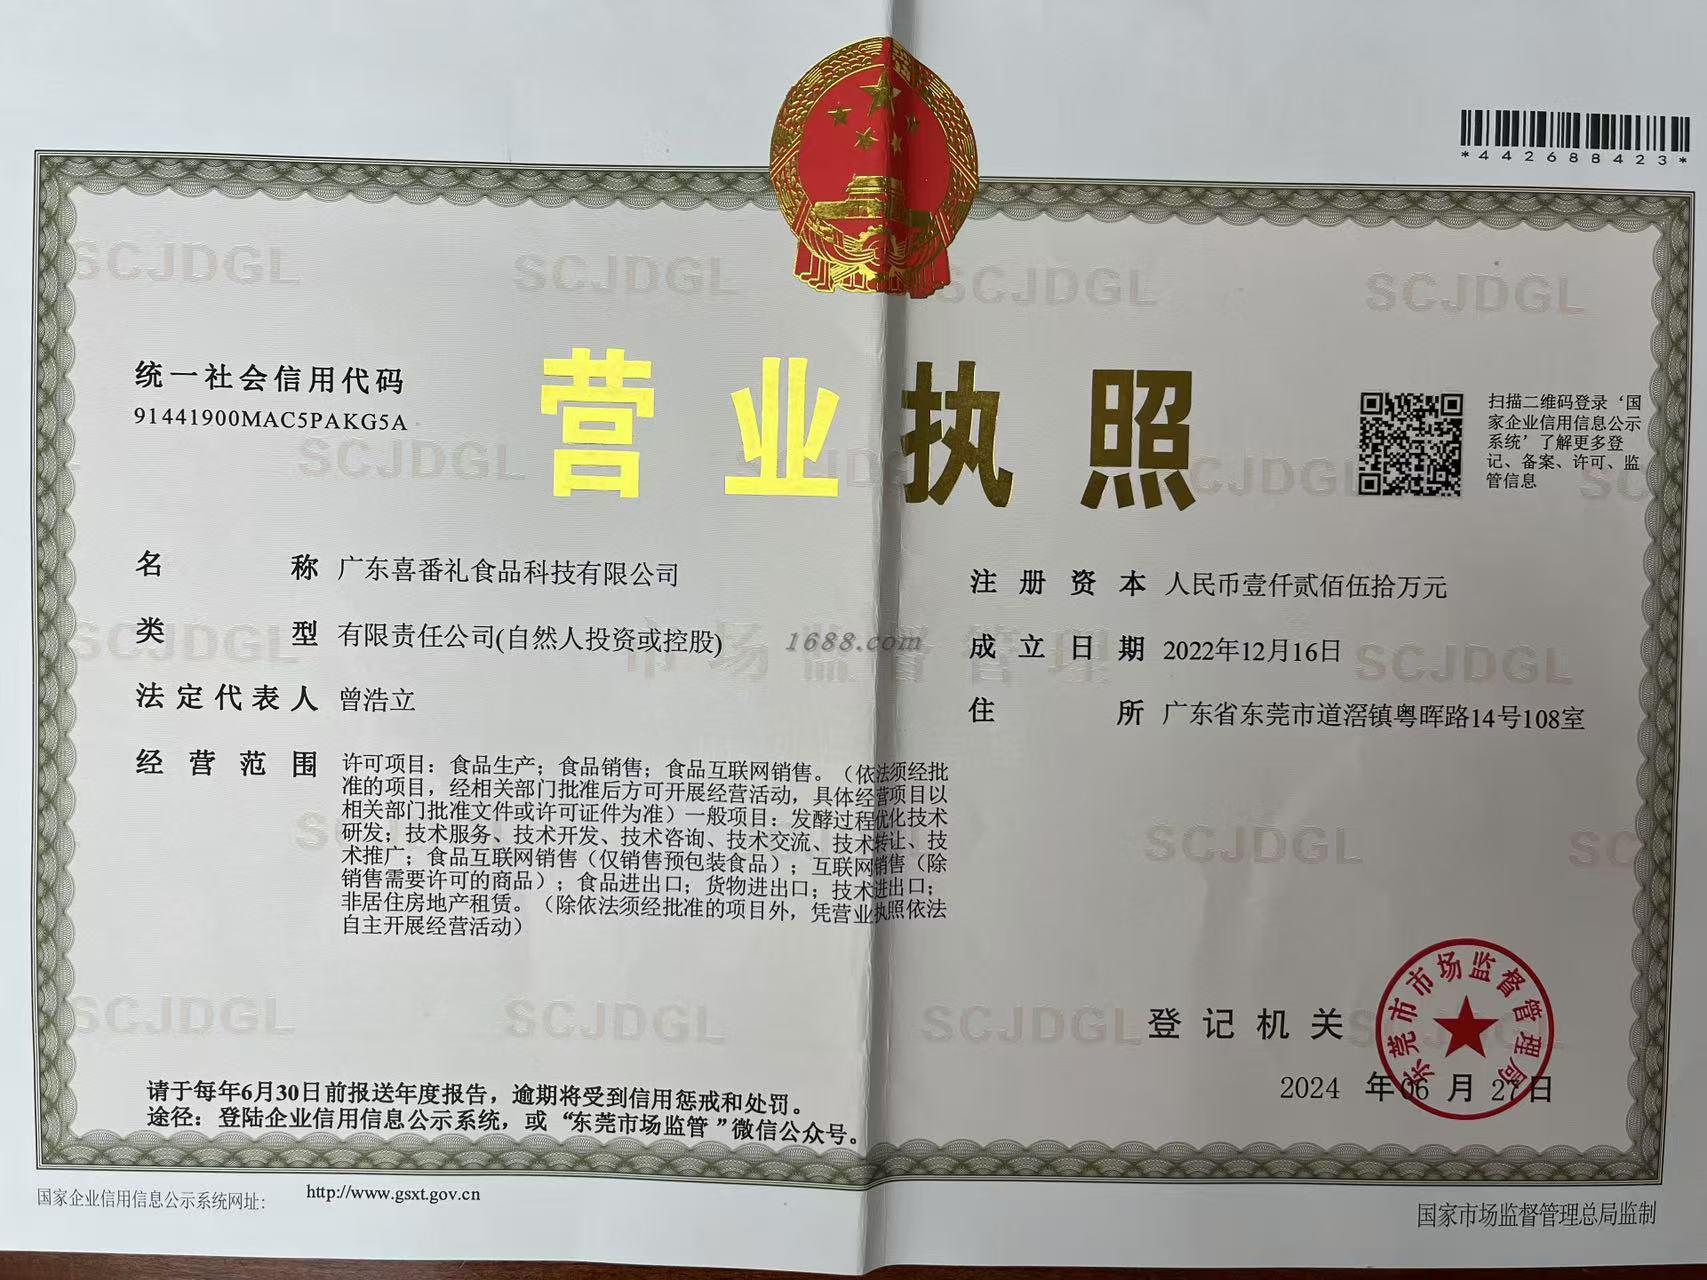 *442688423*
SCJDGL SCJDGL SCJDGL SCJDGL
营业执照
统一社会信用代码
91441900MAC5PAKG5A
扫描二维码登录‘国
家企业信用信息公示
系统’了解更多登
记、备案、许可、监
管信息
名称 广东喜番礼食品科技有限公司
类型 有限责任公司(自然人投资或控股)
法定代表人 曾浩立
经营范围 许可项目：食品生产；食品销售；食品互联网销售。（依法须经批
准的项目，经相关部门批准后方可开展经营活动，具体经营项目以
相关部门批准文件或许可证件为准）一般项目：发酵过程优化技术
研发；技术服务、技术开发、技术咨询、技术交流、技术转让、技
术推广；食品互联网销售（仅销售预包装食品）；互联网销售（除
销售需要许可的商品）；食品进出口；货物进出口；技术进出口；
非居住房地产租赁。（除依法须经批准的项目外，凭营业执照依法
自主开展经营活动）
注册资本 人民币壹仟贰佰伍拾万元
成立日期 2022年12月16日
住所 广东省东莞市道滘镇粤晖路14号108室
1688.com
市场监督管理
登记机关
东莞市市场监督管理局
2024 年 06 月 27 日
请于每年6月30日前报送年度报告，逾期将受到信用惩戒和处罚。
途径：登陆企业信用信息公示系统，或“东莞市场监管”微信公众号。
国家企业信用信息公示系统网址： http://www.gsxt.gov.cn
国家市场监督管理总局监制